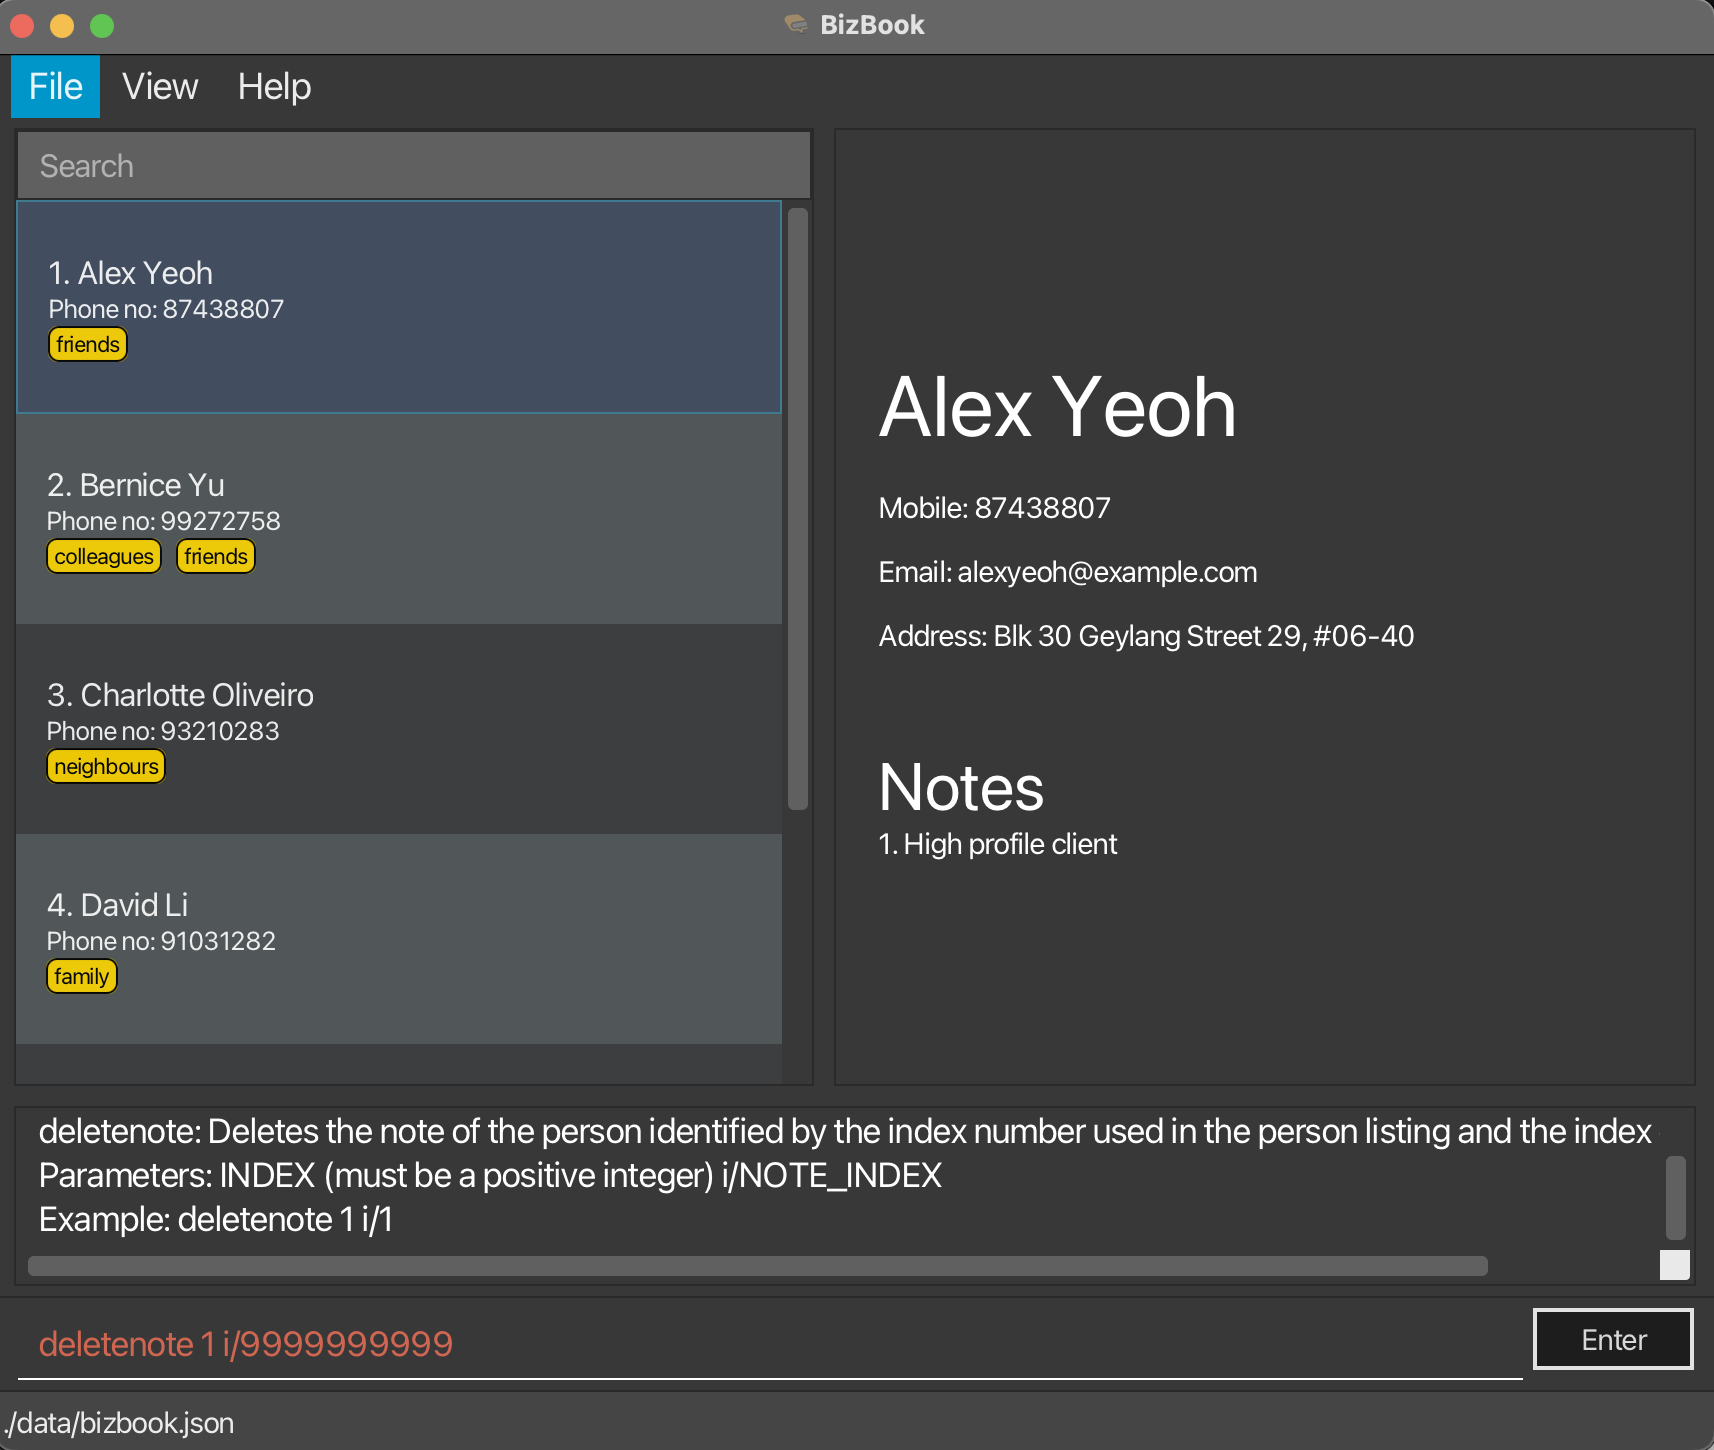 BizBook
File View Help
Search
1. Alex Yeoh
Phone no: 87438807
friends
2. Bernice Yu
Phone no: 99272758
colleagues friends
3. Charlotte Oliveiro
Phone no: 93210283
neighbours
4. David Li
Phone no: 91031282
family
Alex Yeoh
Mobile: 87438807
Email: alexyeoh@example.com
Address: Blk 30 Geylang Street 29, #06-40
Notes
1. High profile client
deletenote: Deletes the note of the person identified by the index number used in the person listing and the index
Parameters: INDEX (must be a positive integer) i/NOTE_INDEX
Example: deletenote 1 i/1
deletenote 1 i/9999999999
Enter
./data/bizbook.json